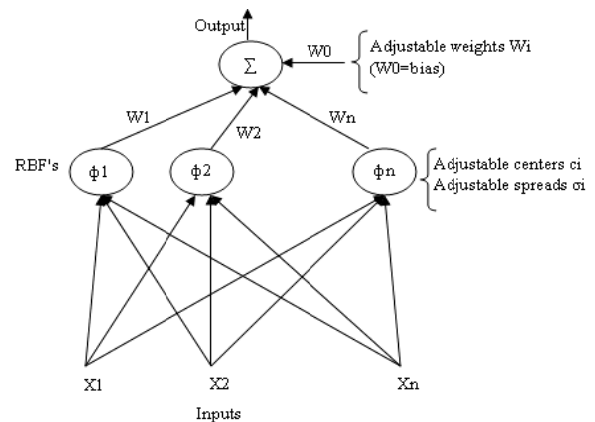 Output
Σ
W0
Adjustable weights Wi
(W0=bias)
W1
W2
Wn
RBF's
ϕ1
ϕ2
ϕn
Adjustable centers ci
Adjustable spreads σi
X1
X2
Xn
Inputs